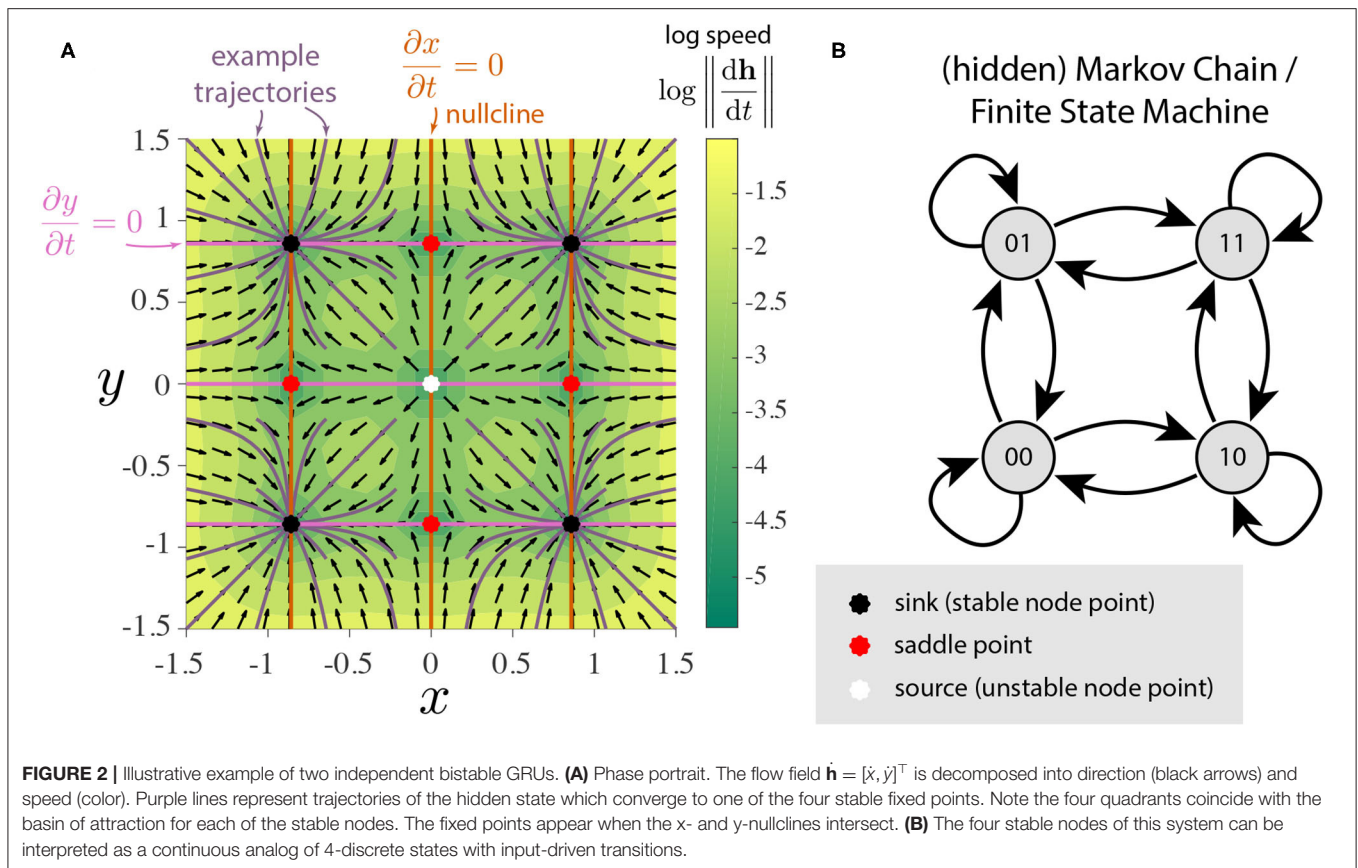 A
example
trajectories
∂x/∂t = 0
nullcline
log speed
log ‖dh/dt‖
∂y/∂t = 0
1.5
1
0.5
0
-0.5
-1
-1.5
y
-1.5 -1 -0.5 0 0.5 1 1.5
x
-1.5
-2
-2.5
-3
-3.5
-4
-4.5
-5
B
(hidden) Markov Chain /
Finite State Machine
01 11
00 10
sink (stable node point)
saddle point
source (unstable node point)
FIGURE 2 | Illustrative example of two independent bistable GRUs. (A) Phase portrait. The flow field ḣ = [ẋ, ẏ]⊤ is decomposed into direction (black arrows) and
speed (color). Purple lines represent trajectories of the hidden state which converge to one of the four stable fixed points. Note the four quadrants coincide with the
basin of attraction for each of the stable nodes. The fixed points appear when the x- and y-nullclines intersect. (B) The four stable nodes of this system can be
interpreted as a continuous analog of 4-discrete states with input-driven transitions.